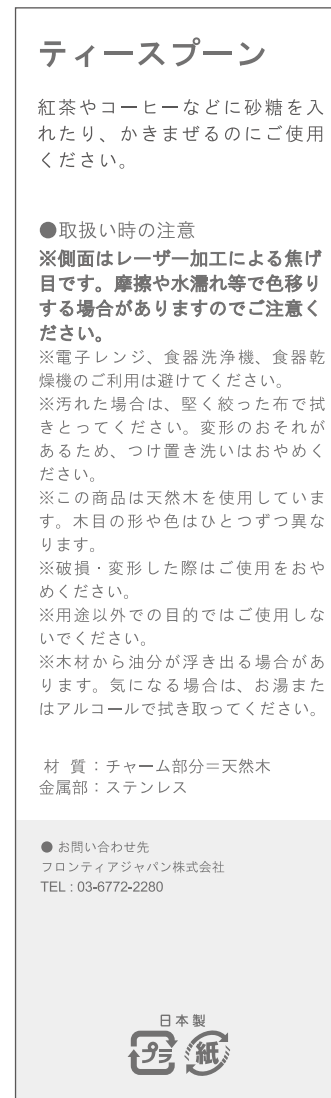 ティースプーン
紅茶やコーヒーなどに砂糖を入
れたり、かきまぜるのにご使用
ください。
●取扱い時の注意
※側面はレーザー加工による焦げ
目です。摩擦や水濡れ等で色移り
する場合がありますのでご注意く
ださい。
※電子レンジ、食器洗浄機、食器乾
燥機のご利用は避けてください。
※汚れた場合は、堅く絞った布で拭
きとってください。変形のおそれが
あるため、つけ置き洗いはおやめく
ださい。
※この商品は天然木を使用していま
す。木目の形や色はひとつずつ異な
ります。
※破損・変形した際はご使用をおや
めください。
※用途以外での目的ではご使用しな
いでください。
※木材から油分が浮き出る場合があ
ります。気になる場合は、お湯また
はアルコールで拭き取ってください。
材 質：チャーム部分＝天然木
金属部：ステンレス
● お問い合わせ先
フロンティアジャパン株式会社
TEL : 03-6772-2280
日本製
プラ 紙